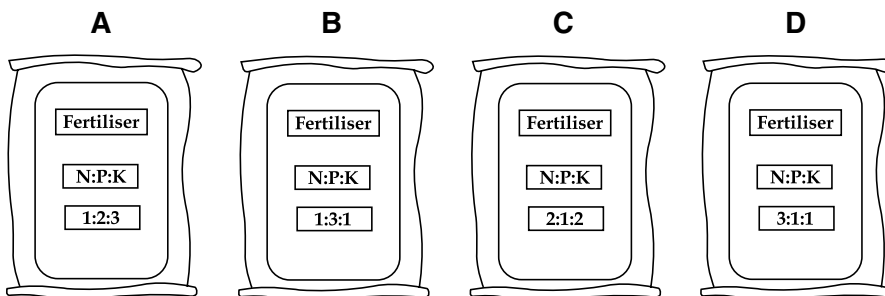 A B C D
Fertiliser Fertiliser Fertiliser Fertiliser
N:P:K N:P:K N:P:K N:P:K
1:2:3 1:3:1 2:1:2 3:1:1